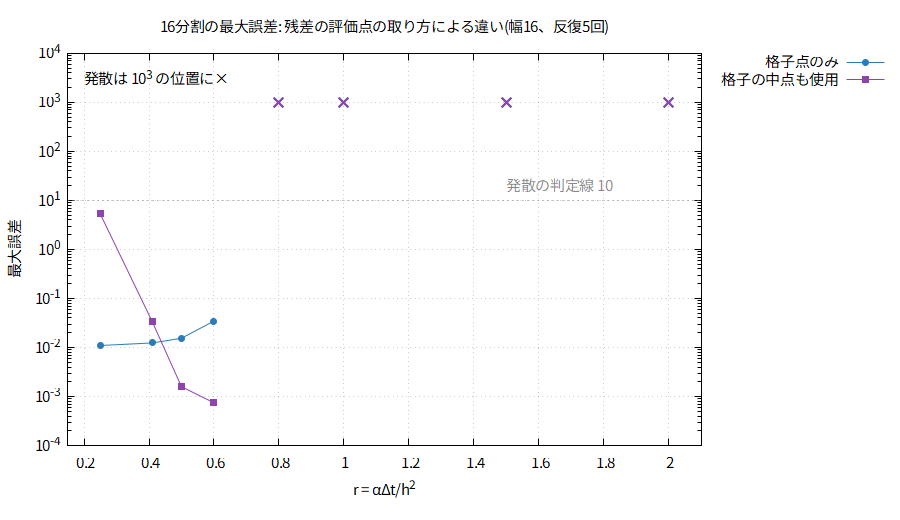 16分割の最大誤差: 残差の評価点の取り方による違い(幅16、反復5回)
格子点のみ
格子の中点も使用
発散は 10³ の位置に×
発散の判定線 10
10⁴
10³
10²
10¹
10⁰
10⁻¹
10⁻²
10⁻³
10⁻⁴
最大誤差
0.2 0.4 0.6 0.8 1 1.2 1.4 1.6 1.8 2
r = αΔt/h²